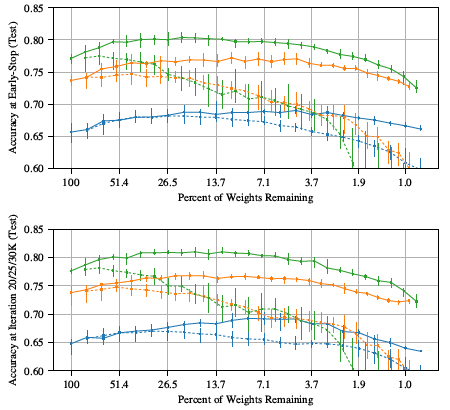 Accuracy at Early-Stop (Test)
0.85
0.80
0.75
0.70
0.65
0.60
100 51.4 26.5 13.7 7.1 3.7 1.9 1.0
Percent of Weights Remaining
Accuracy at Iteration 20/25/30K (Test)
0.85
0.80
0.75
0.70
0.65
0.60
100 51.4 26.5 13.7 7.1 3.7 1.9 1.0
Percent of Weights Remaining